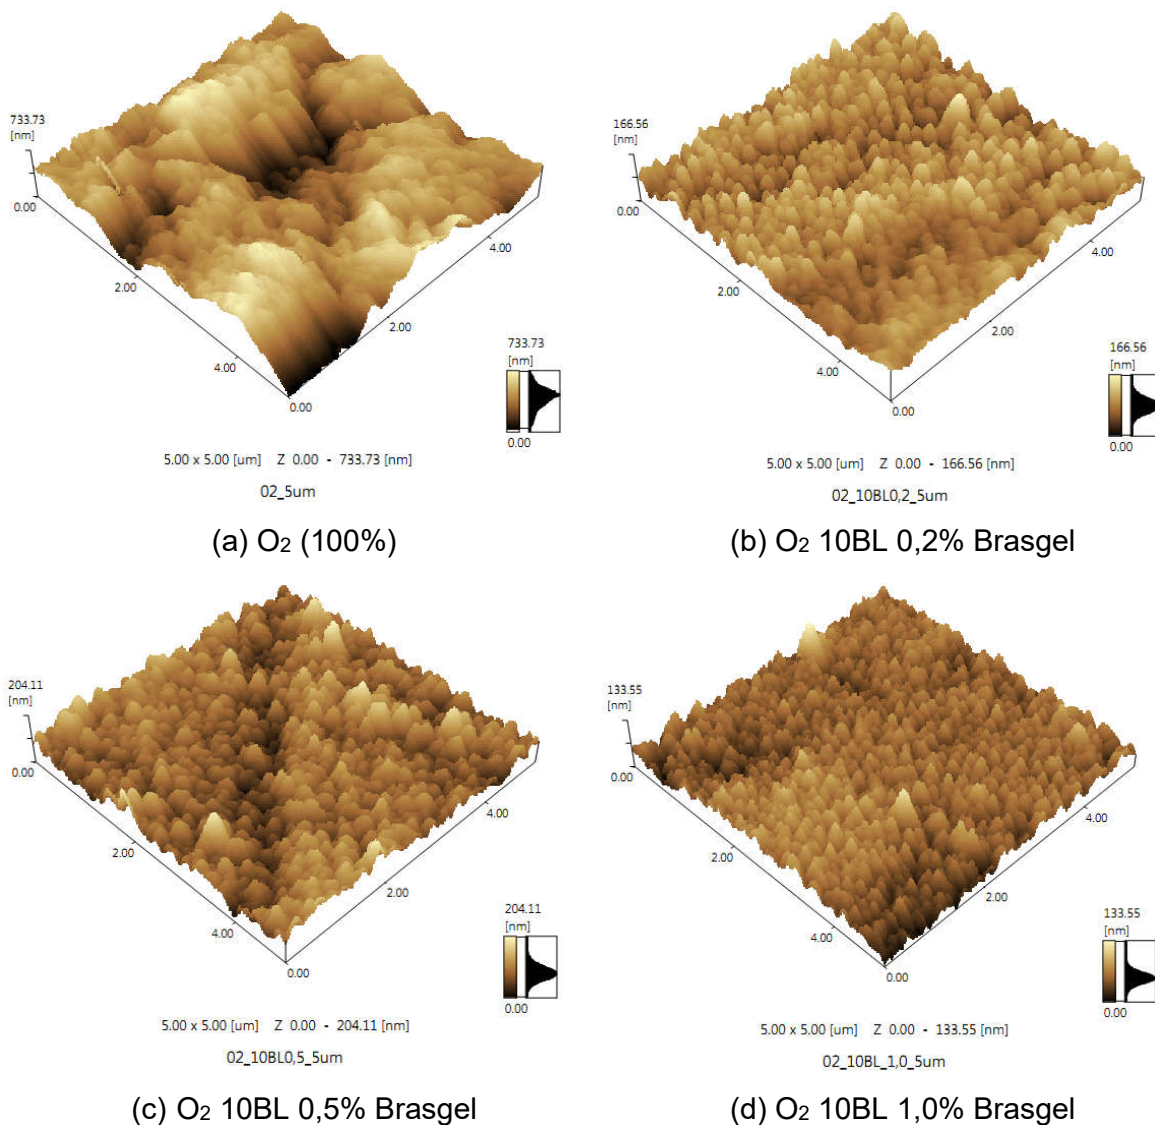 733.73
[nm]
0.00
2.00
4.00
0.00
2.00
4.00
733.73
[nm]
0.00
5.00 x 5.00 [um] Z 0.00 - 733.73 [nm]
02_5um
(a) O₂ (100%)
166.56
[nm]
0.00
2.00
4.00
0.00
2.00
4.00
166.56
[nm]
0.00
5.00 x 5.00 [um] Z 0.00 - 166.56 [nm]
02_10BL0,2_5um
(b) O₂ 10BL 0,2% Brasgel
204.11
[nm]
0.00
2.00
4.00
0.00
2.00
4.00
204.11
[nm]
0.00
5.00 x 5.00 [um] Z 0.00 - 204.11 [nm]
02_10BL0,5_5um
(c) O₂ 10BL 0,5% Brasgel
133.55
[nm]
0.00
2.00
4.00
0.00
2.00
4.00
133.55
[nm]
0.00
5.00 x 5.00 [um] Z 0.00 - 133.55 [nm]
02_10BL_1,0_5um
(d) O₂ 10BL 1,0% Brasgel